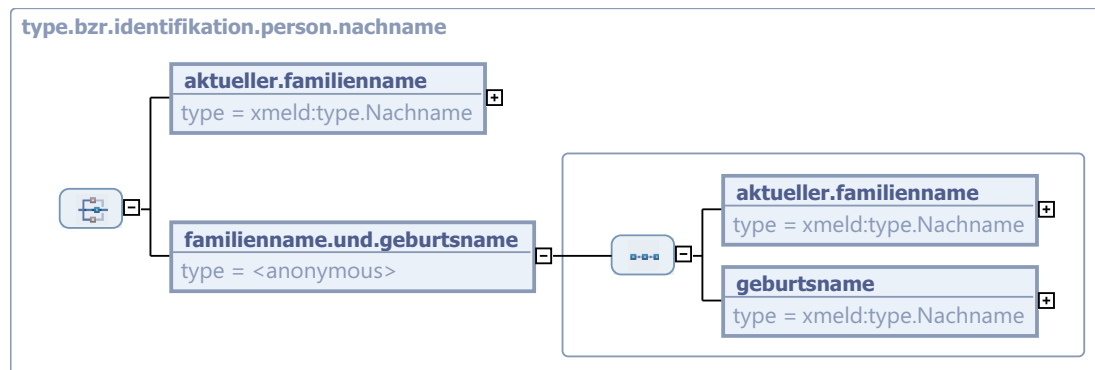 type.bzr.identifikation.person.nachname
aktueller.familienname
type = xmeld:type.Nachname
familienname.und.geburtsname
type = <anonymous>
aktueller.familienname
type = xmeld:type.Nachname
geburtsname
type = xmeld:type.Nachname